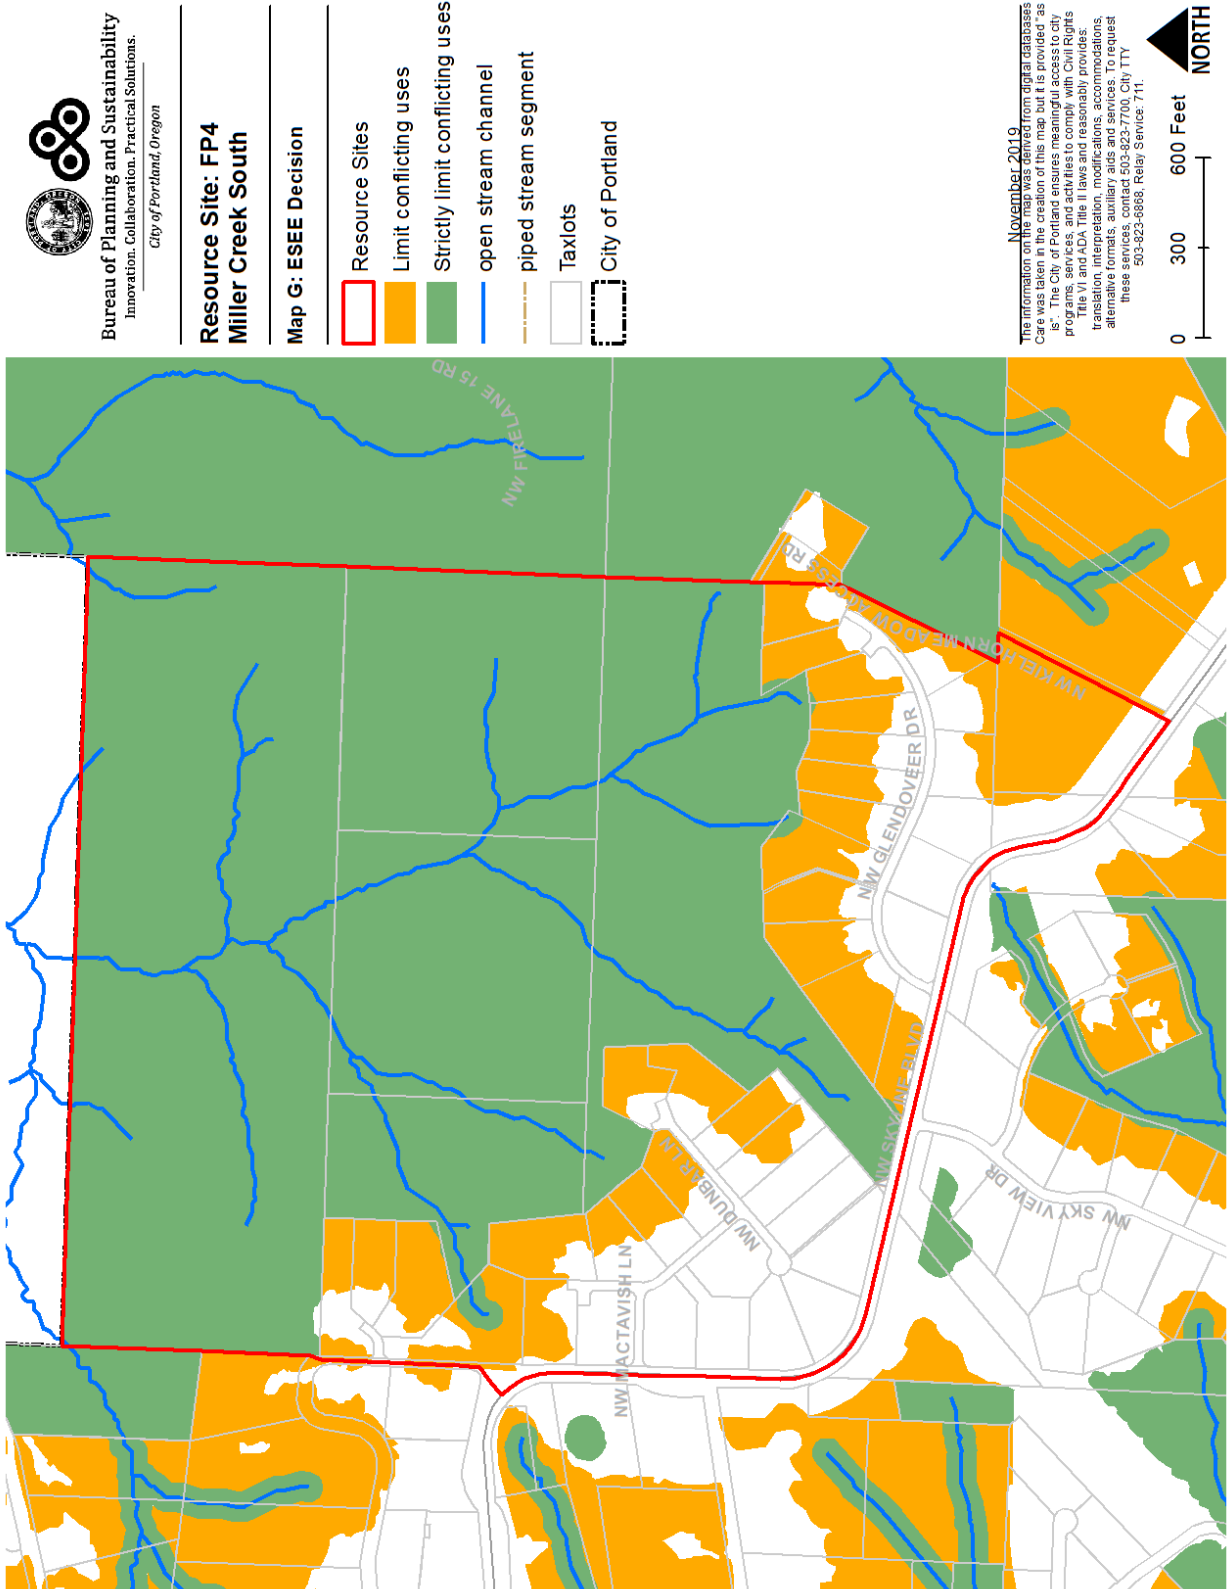 Bureau of Planning and Sustainability
Innovation. Collaboration. Practical Solutions.
City of Portland, Oregon
Resource Site: FP4
Miller Creek South
Map G: ESEE Decision
Resource Sites
Limit conflicting uses
Strictly limit conflicting uses
open stream channel
piped stream segment
Taxlots
City of Portland
November 2019
The information on the map was derived from digital databases
Care was taken in the creation of this map but it is provided "as
is". The City of Portland ensures meaningful access to city
programs, services, and activities to comply with Civil Rights
Title VI and ADA Title II laws and reasonably provides:
translation, interpretation, modifications, accommodations,
alternative formats, auxiliary aids and services. To request
these services, contact 503-823-7700, City TTY
503-823-6868, Relay Service: 711.
0 300 600 Feet
NORTH
NW FIRELANE 15 RD
NW KIELHORN MEADOW ACCESS RD
NW GLENDOVEER DR
NW SKYLINE BLVD
NW DUNBAR LN
NW MACTAVISH LN
NW SKYVIEW DR